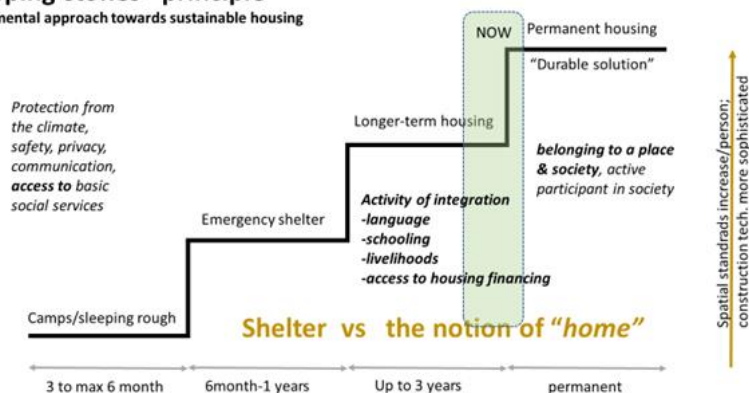 principle
mental approach towards sustainable housing
NOW
Permanent housing
“Durable solution”
Protection from
the climate,
safety, privacy,
communication,
access to basic
social services
Longer-term housing
belonging to a place
& society, active
participant in society
Activity of integration
-language
-schooling
-livelihoods
-access to housing financing
Emergency shelter
Camps/sleeping rough
Shelter vs the notion of “home”
3 to max 6 month
6month-1 years
Up to 3 years
permanent
Spatial standrads increase/person;
construction tech. more sophisticated